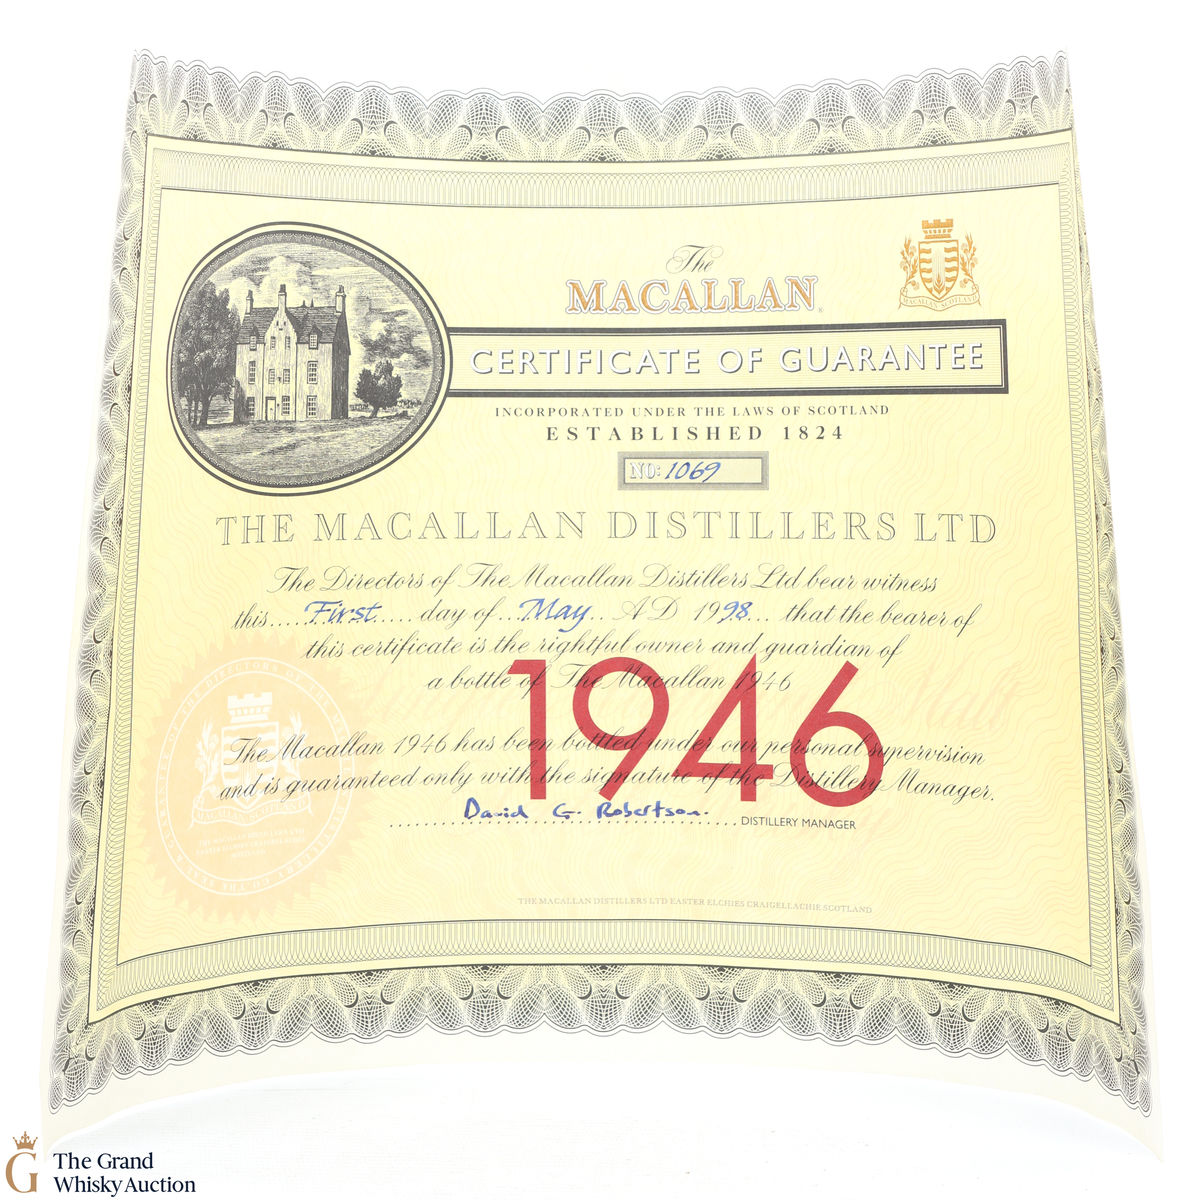 The
MACALLAN
MACALLAN SCOTLAND
CERTIFICATE OF GUARANTEE
INCORPORATED UNDER THE LAWS OF SCOTLAND
ESTABLISHED 1824
NO: 1069
THE MACALLAN DISTILLERS LTD
The Directors of The Macallan Distillers Ltd bear witness
this.....First..... day of...May.. AD 1998... that the bearer of
this certificate is the rightful owner and guardian of
a bottle of The Macallan 1946
1946
The Macallan 1946 has been bottled under our personal supervision
and is guaranteed only with the signature of the Distillery Manager.
David G. Robertson.
DISTILLERY MANAGER
MACALLAN SCOTLAND
THE MACALLAN DISTILLERS LTD EASTER ELCHIES CRAIGELLACHIE SCOTLAND
G
The Grand
Whisky Auction